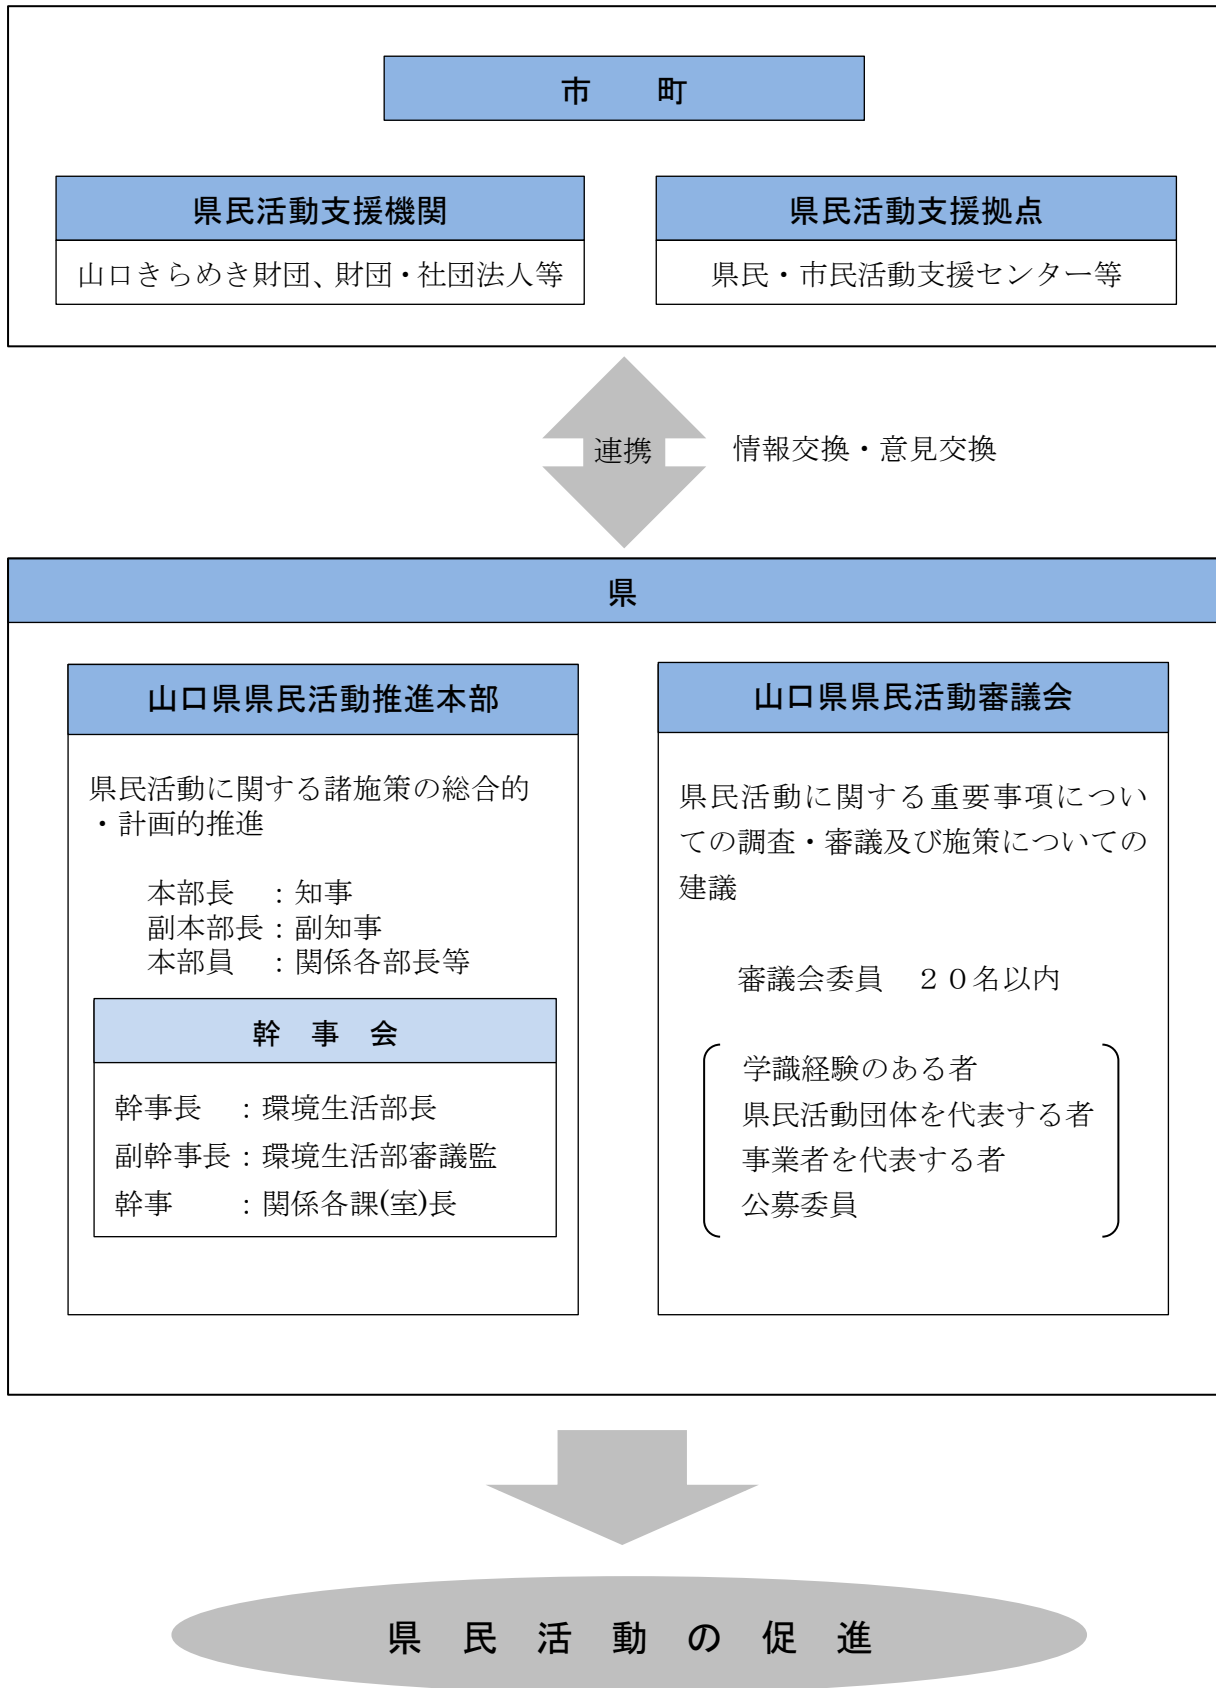 市　　町
県民活動支援機関
山口きらめき財団、財団・社団法人等
県民活動支援拠点
県民・市民活動支援センター等
連携
情報交換・意見交換
県
山口県県民活動推進本部
県民活動に関する諸施策の総合的
・計画的推進
本部長　：知事
副本部長：副知事
本部員　：関係各部長等
幹　事　会
幹事長　：環境生活部長
副幹事長：環境生活部審議監
幹事　　：関係各課(室)長
山口県県民活動審議会
県民活動に関する重要事項につい
ての調査・審議及び施策についての
建議
審議会委員　２０名以内
学識経験のある者
県民活動団体を代表する者
事業者を代表する者
公募委員
県　民　活　動　の　促　進